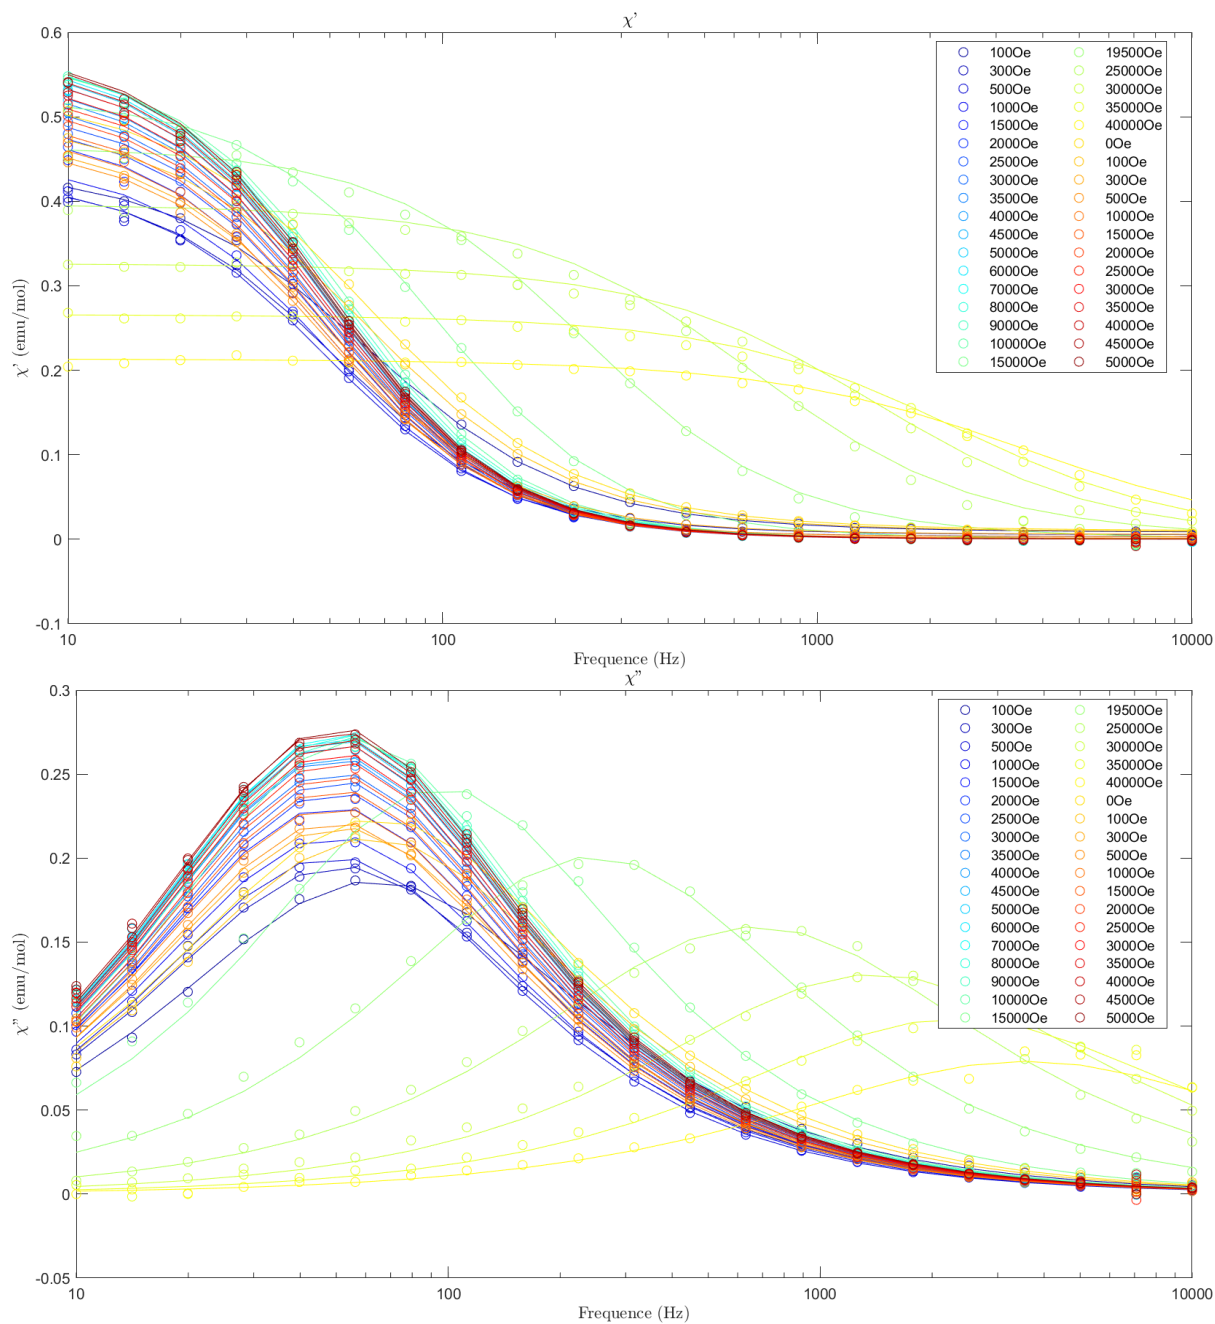 χ'
0.6
0.5
0.4
0.3
0.2
0.1
0
-0.1
χ' (emu/mol)
10
100
1000
10000
Frequence (Hz)
100Oe
300Oe
500Oe
1000Oe
1500Oe
2000Oe
2500Oe
3000Oe
3500Oe
4000Oe
4500Oe
5000Oe
6000Oe
7000Oe
8000Oe
9000Oe
10000Oe
15000Oe
19500Oe
25000Oe
30000Oe
35000Oe
40000Oe
0Oe
100Oe
300Oe
500Oe
1000Oe
1500Oe
2000Oe
2500Oe
3000Oe
3500Oe
4000Oe
4500Oe
5000Oe
χ"
0.3
0.25
0.2
0.15
0.1
0.05
0
-0.05
χ" (emu/mol)
10
100
1000
10000
Frequence (Hz)
100Oe
300Oe
500Oe
1000Oe
1500Oe
2000Oe
2500Oe
3000Oe
3500Oe
4000Oe
4500Oe
5000Oe
6000Oe
7000Oe
8000Oe
9000Oe
10000Oe
15000Oe
19500Oe
25000Oe
30000Oe
35000Oe
40000Oe
0Oe
100Oe
300Oe
500Oe
1000Oe
1500Oe
2000Oe
2500Oe
3000Oe
3500Oe
4000Oe
4500Oe
5000Oe